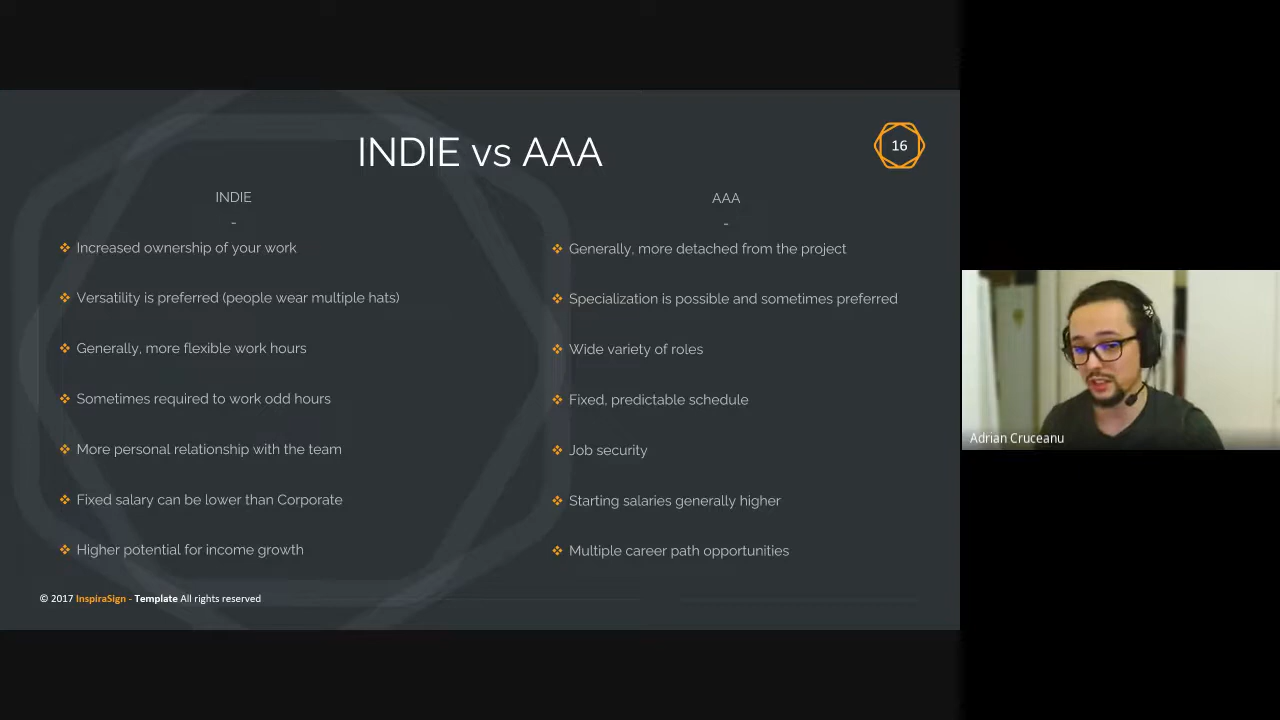 INDIE vs AAA
16
INDIE
-
Increased ownership of your work
Versatility is preferred (people wear multiple hats)
Generally, more flexible work hours
Sometimes required to work odd hours
More personal relationship with the team
Fixed salary can be lower than Corporate
Higher potential for income growth
AAA
-
Generally, more detached from the project
Specialization is possible and sometimes preferred
Wide variety of roles
Fixed, predictable schedule
Job security
Starting salaries generally higher
Multiple career path opportunities
© 2017 InspiraSign - Template All rights reserved
Adrian Cruceanu